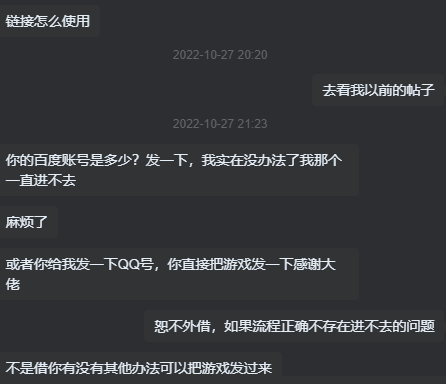 链接怎么使用
2022-10-27 20:20
去看我以前的帖子
2022-10-27 21:23
你的百度账号是多少？发一下，我实在没办法了我那个
一直进不去
麻烦了
或者你给我发一下QQ号，你直接把游戏发一下感谢大
佬
恕不外借，如果流程正确不存在进不去的问题
不是借你有没有其他办法可以把游戏发过来